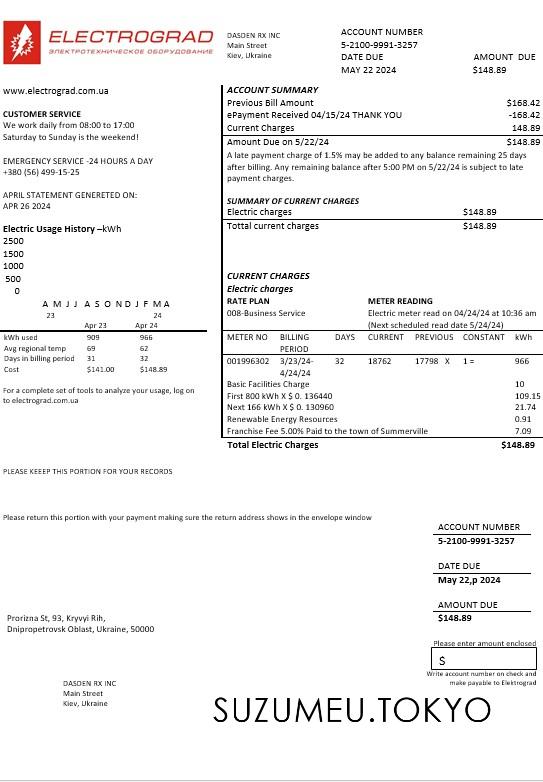 ELECTROGRAD
ЭЛЕКТРОТЕХНИЧЕСКОЕ ОБОРУДОВАНИЕ
DASDEN RX INC
Main Street
Kiev, Ukraine
ACCOUNT NUMBER
5-2100-9991-3257
DATE DUE AMOUNT DUE
MAY 22 2024 $148.89
www.electrograd.com.ua
CUSTOMER SERVICE
We work daily from 08:00 to 17:00
Saturday to Sunday is the weekend!
EMERGENCY SERVICE -24 HOURS A DAY
+380 (56) 499-15-25
APRIL STATEMENT GENERETED ON:
APR 26 2024
Electric Usage History –kWh
2500
1500
1000
500
0
A M J J A S O N D J F M A
23 24
Apr 23 Apr 24
kWh used 909 966
Avg regional temp 69 62
Days in billing period 31 32
Cost $141.00 $148.89
For a complete set of tools to analyze your usage, log on
to electrograd.com.ua
ACCOUNT SUMMARY
Previous Bill Amount $168.42
ePayment Received 04/15/24 THANK YOU -168.42
Current Charges 148.89
Amount Due on 5/22/24 $148.89
A late payment charge of 1.5% may be added to any balance remaining 25 days
after billing. Any remaining balance after 5:00 PM on 5/22/24 is subject to late
payment charges.
SUMMARY OF CURRENT CHARGES
Electric charges $148.89
Tottal current charges $148.89
CURRENT CHARGES
Electric charges
RATE PLAN METER READING
008-Business Service Electric meter read on 04/24/24 at 10:36 am
(Next scheduled read date 5/24/24)
METER NO BILLING DAYS CURRENT PREVIOUS CONSTANT kWh
PERIOD
001996302 3/23/24- 32 18762 17798 X 1 = 966
4/24/24
Basic Facilities Charge 10
First 800 kWh X $ 0. 136440 109.15
Next 166 kWh X $ 0. 130960 21.74
Renewable Energy Resources 0.91
Franchise Fee 5.00% Paid to the town of Summerville 7.09
Total Electric Charges $148.89
PLEASE KEEEP THIS PORTION FOR YOUR RECORDS
Please return this portion with your payment making sure the return address shows in the envelope window
ACCOUNT NUMBER
5-2100-9991-3257
DATE DUE
May 22,p 2024
AMOUNT DUE
$148.89
Prorizna St, 93, Kryvyi Rih,
Dnipropetrovsk Oblast, Ukraine, 50000
Please enter amount enclosed
$
Write account number on check and
make payable to Elektrograd
DASDEN RX INC
Main Street
Kiev, Ukraine
SUZUMEU.TOKYO